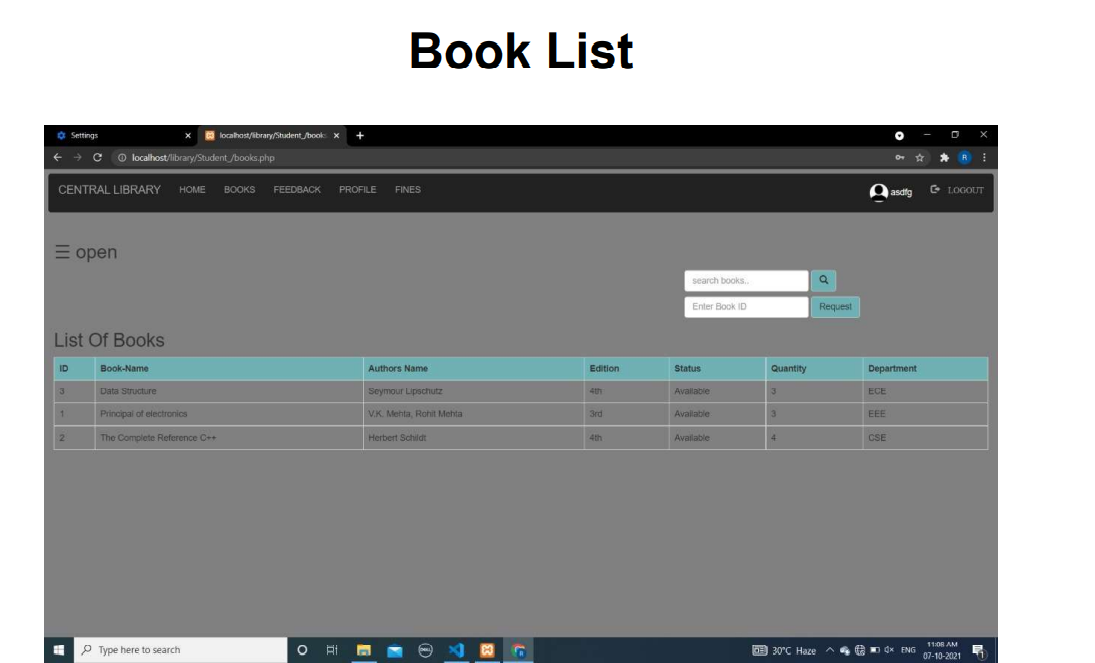 Book List
Settings localhost/library/Student_/books
localhost/library/Student_/books.php R
CENTRAL LIBRARY HOME BOOKS FEEDBACK PROFILE FINES asdfg LOGOUT
☰ open
search books..
Enter Book ID Request
List Of Books
ID Book-Name Authors Name Edition Status Quantity Department
3 Data Structure Seymour Lipschutz 4th Available 3 ECE
1 Principal of electronics V.K. Mehta, Rohit Mehta 3rd Available 3 EEE
2 The Complete Reference C++ Herbert Schildt 4th Available 4 CSE
Type here to search 30°C Haze ENG 11:08 AM
07-10-2021